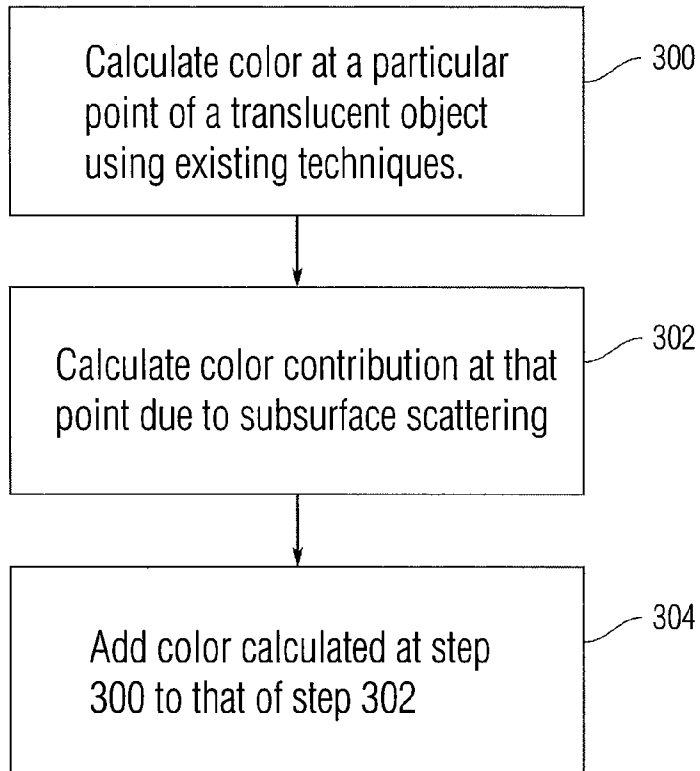 Calculate color at a particular
point of a translucent object
using existing techniques.
300
Calculate color contribution at that
point due to subsurface scattering
302
Add color calculated at step
300 to that of step 302
304